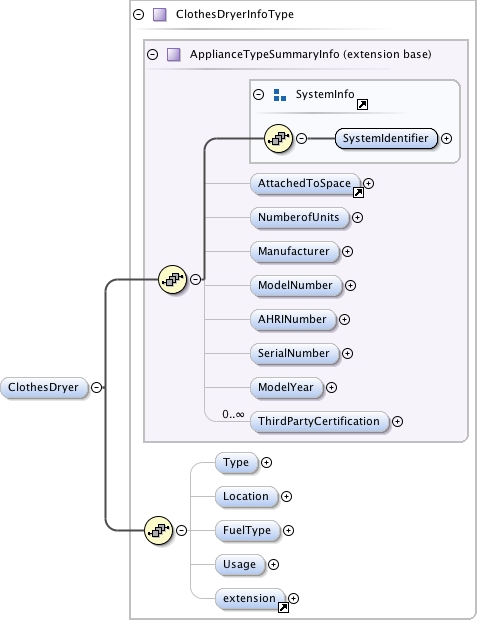 ClothesDryerInfoType
ApplianceTypeSummaryInfo (extension base)
SystemInfo
SystemIdentifier
AttachedToSpace
NumberofUnits
Manufacturer
ModelNumber
AHRINumber
SerialNumber
ModelYear
0..∞
ThirdPartyCertification
ClothesDryer
Type
Location
FuelType
Usage
extension